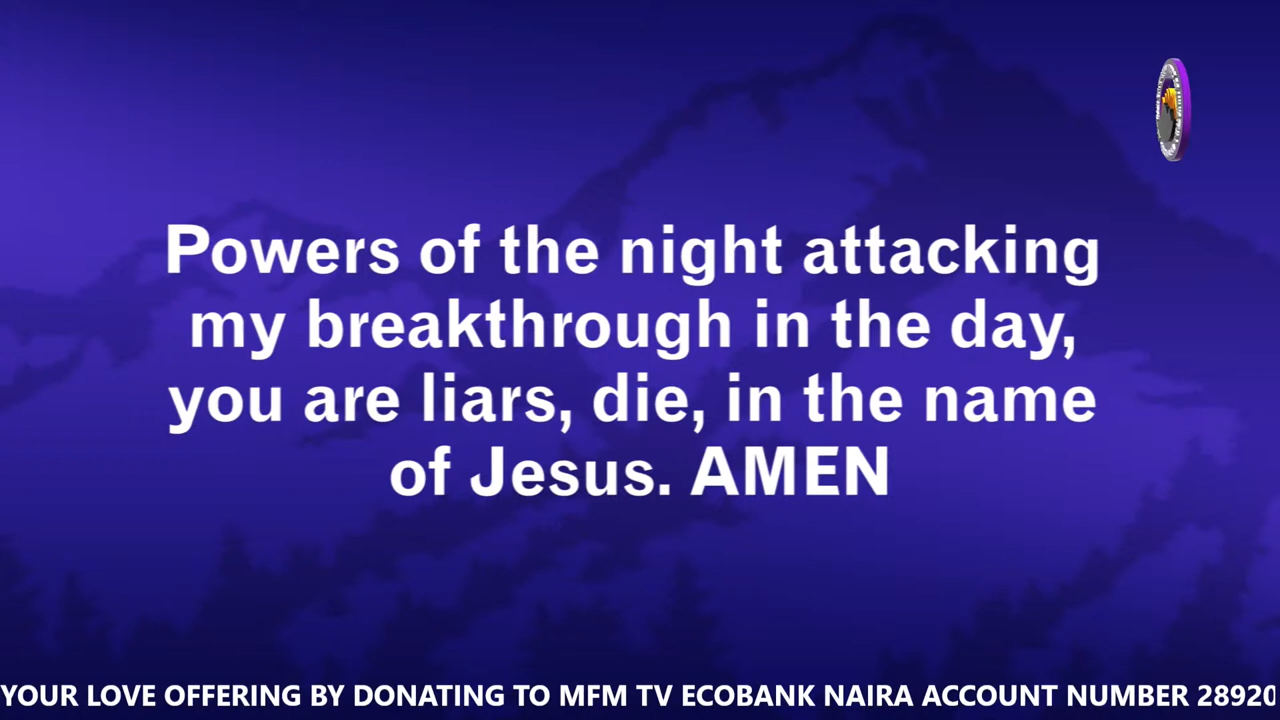 Powers of the night attacking
my breakthrough in the day,
you are liars, die, in the name
of Jesus. AMEN
YOUR LOVE OFFERING BY DONATING TO MFM TV ECOBANK NAIRA ACCOUNT NUMBER 28920